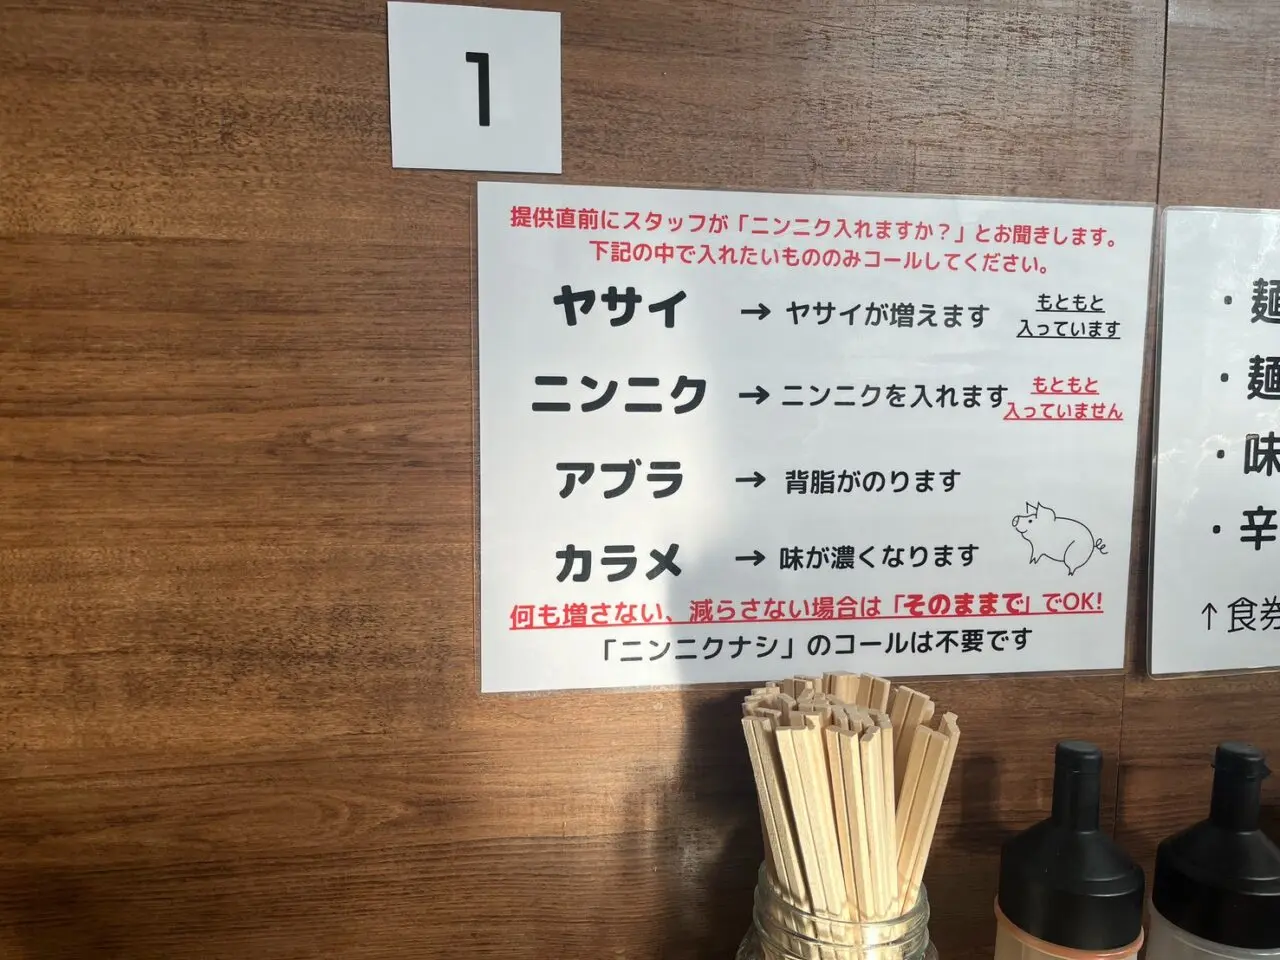 1
提供直前にスタッフが「ニンニク入れますか？」とお聞きします。
下記の中で入れたいもののみコールしてください。
ヤサイ → ヤサイが増えます もともと
入っています
ニンニク → ニンニクを入れます もともと
入っていません
アブラ → 背脂がのります
カラメ → 味が濃くなります
何も増さない、減らさない場合は「そのままで」でOK!
「ニンニクナシ」のコールは不要です
・麺
・麺
・味
・辛
↑食券